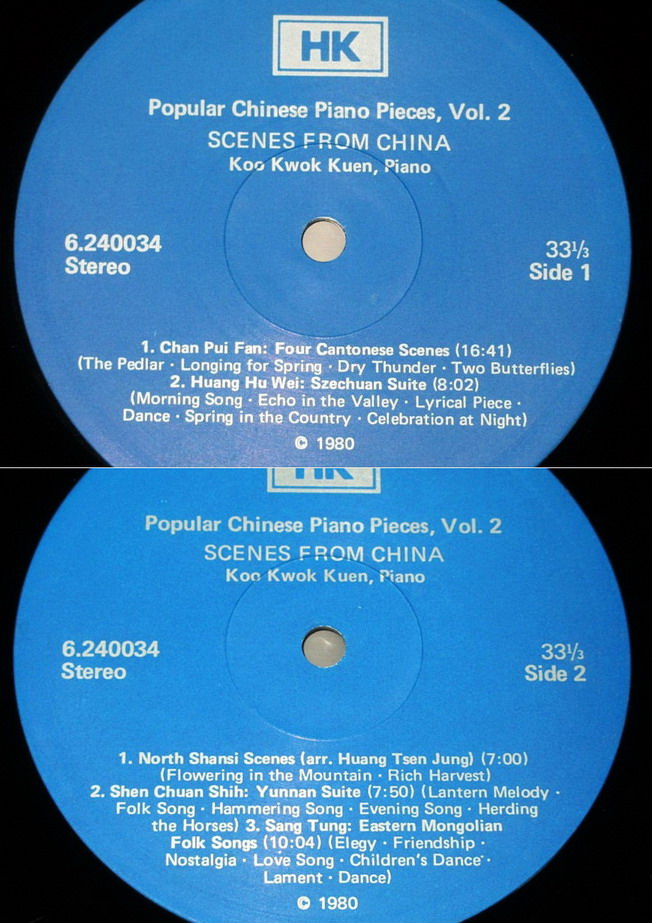 HK
Popular Chinese Piano Pieces, Vol. 2
SCENES FROM CHINA
Koo Kwok Kuen, Piano
6.240034
Stereo
33⅓
Side 1
1. Chan Pui Fan: Four Cantonese Scenes (16:41)
(The Pedlar · Longing for Spring · Dry Thunder · Two Butterflies)
2. Huang Hu Wei: Szechuan Suite (8:02)
(Morning Song · Echo in the Valley · Lyrical Piece ·
Dance · Spring in the Country · Celebration at Night)
© 1980
HK
Popular Chinese Piano Pieces, Vol. 2
SCENES FROM CHINA
Koo Kwok Kuen, Piano
6.240034
Stereo
33⅓
Side 2
1. North Shansi Scenes (arr. Huang Tsen Jung) (7:00)
(Flowering in the Mountain · Rich Harvest)
2. Shen Chuan Shih: Yunnan Suite (7:50) (Lantern Melody ·
Folk Song · Hammering Song · Evening Song · Herding
the Horses) 3. Sang Tung: Eastern Mongolian
Folk Songs (10:04) (Elegy · Friendship ·
Nostalgia · Love Song · Children's Dance ·
Lament · Dance)
© 1980